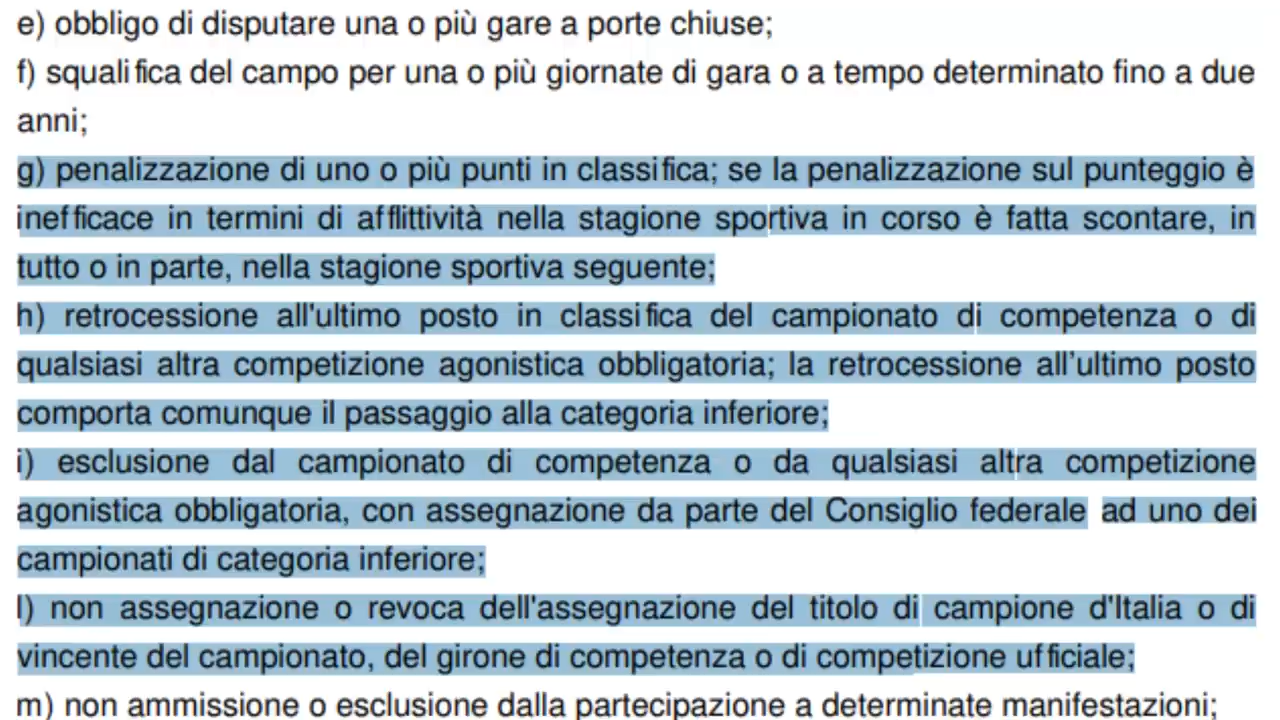 e) obbligo di disputare una o più gare a porte chiuse;
f) squalifica del campo per una o più giornate di gara o a tempo determinato fino a due
anni;
g) penalizzazione di uno o più punti in classifica; se la penalizzazione sul punteggio è
inefficace in termini di afflittività nella stagione sportiva in corso è fatta scontare, in
tutto o in parte, nella stagione sportiva seguente;
h) retrocessione all'ultimo posto in classifica del campionato di competenza o di
qualsiasi altra competizione agonistica obbligatoria; la retrocessione all’ultimo posto
comporta comunque il passaggio alla categoria inferiore;
i) esclusione dal campionato di competenza o da qualsiasi altra competizione
agonistica obbligatoria, con assegnazione da parte del Consiglio federale ad uno dei
campionati di categoria inferiore;
l) non assegnazione o revoca dell'assegnazione del titolo di campione d'Italia o di
vincente del campionato, del girone di competenza o di competizione ufficiale;
m) non ammissione o esclusione dalla partecipazione a determinate manifestazioni;